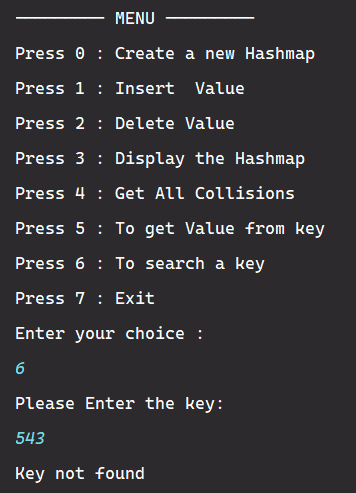 ---------- MENU ----------
Press 0 : Create a new Hashmap
Press 1 : Insert  Value
Press 2 : Delete Value
Press 3 : Display the Hashmap
Press 4 : Get All Collisions
Press 5 : To get Value from key
Press 6 : To search a key
Press 7 : Exit
Enter your choice :
6
Please Enter the key:
543
Key not found